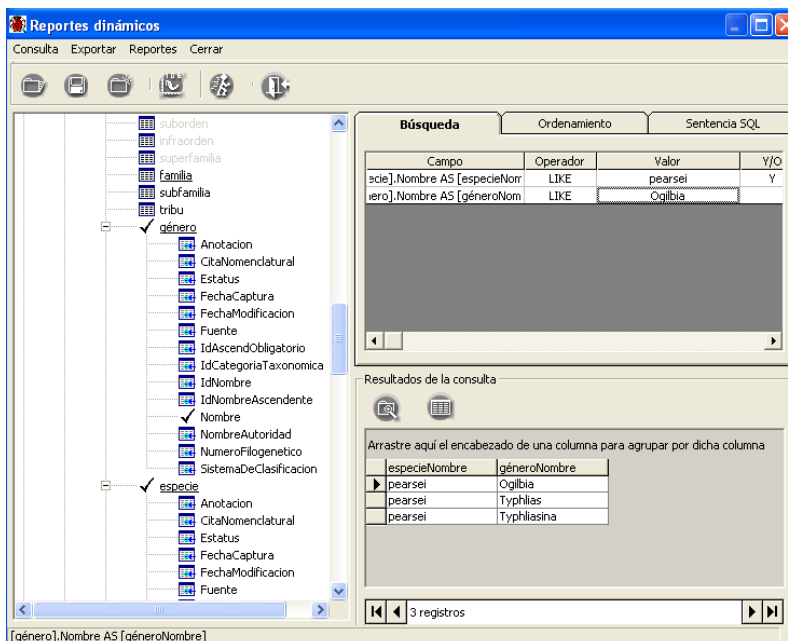 Reportes dinámicos
Consulta Exportar Reportes Cerrar
suborden
infraorden
superfamilia
familia
subfamilia
tribu
género
Anotacion
CitaNomenclatural
Estatus
FechaCaptura
FechaModificacion
Fuente
IdAscendObligatorio
IdCategoriaTaxonomica
IdNombre
IdNombreAscendente
Nombre
NombreAutoridad
NumeroFilogenetico
SistemaDeClasificacion
especie
Anotacion
CitaNomenclatural
Estatus
FechaCaptura
FechaModificacion
Fuente
Búsqueda Ordenamiento Sentencia SQL
Campo Operador Valor Y/O
ecie].Nombre AS [especieNom LIKE pearsei Y
nero].Nombre AS [géneroNom LIKE Ogilbia
Resultados de la consulta
Arrastre aquí el encabezado de una columna para agrupar por dicha columna
especieNombre géneroNombre
pearsei Ogilbia
pearsei Typhlias
pearsei Typhliasina
3 registros
[género].Nombre AS [géneroNombre]